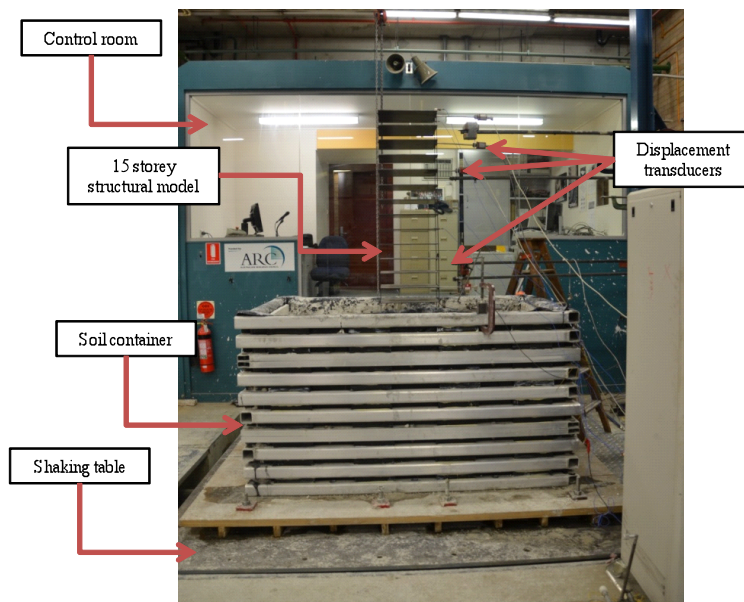 Control room
15 storey
structural model
Displacement
transducers
ARC
Soil container
Shaking table